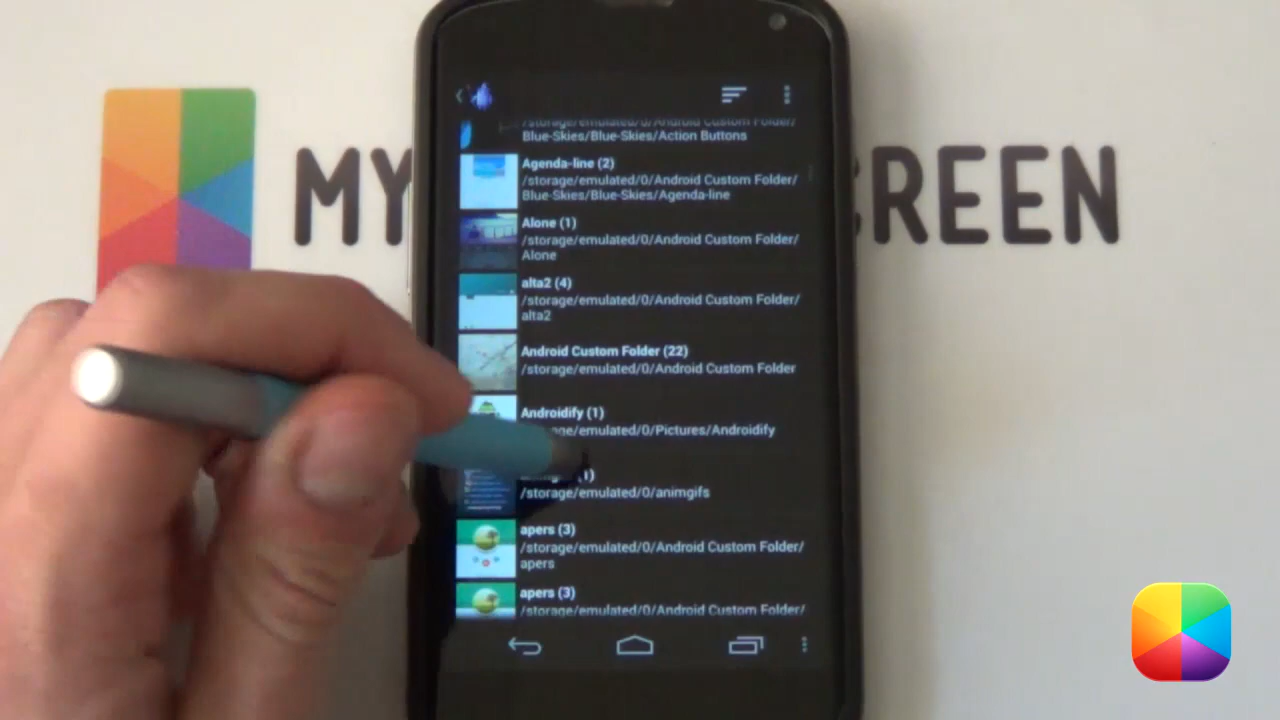 MY CREEN
/storage/emulated/0/Android Custom Folder/
Blue-Skies/Blue-Skies/Action Buttons
Agenda-line (2)
/storage/emulated/0/Android Custom Folder/
Blue-Skies/Blue-Skies/Agenda-line
Alone (1)
/storage/emulated/0/Android Custom Folder/
Alone
alta2 (4)
/storage/emulated/0/Android Custom Folder/
alta2
Android Custom Folder (22)
/storage/emulated/0/Android Custom Folder
Androidify (1)
/emulated/0/Pictures/Androidify
(1)
/storage/emulated/0/animgifs
apers (3)
/storage/emulated/0/Android Custom Folder/
apers
apers (3)
/storage/emulated/0/Android Custom Folder/